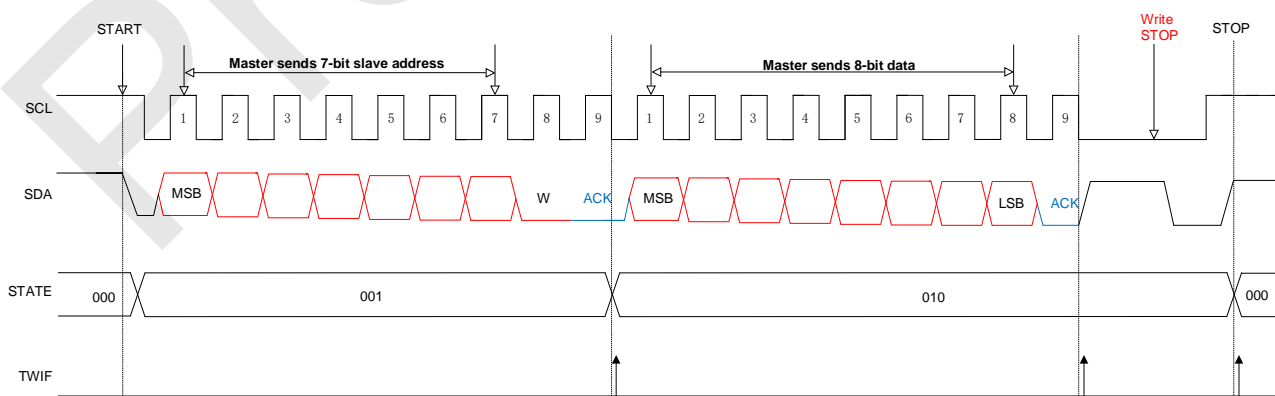 START
Write
STOP
STOP
Master sends 7-bit slave address
Master sends 8-bit data
SCL
1 2 3 4 5 6 7 8 9 1 2 3 4 5 6 7 8 9
SDA
MSB W ACK MSB LSB ACK
STATE
000 001 010 000
TWIF